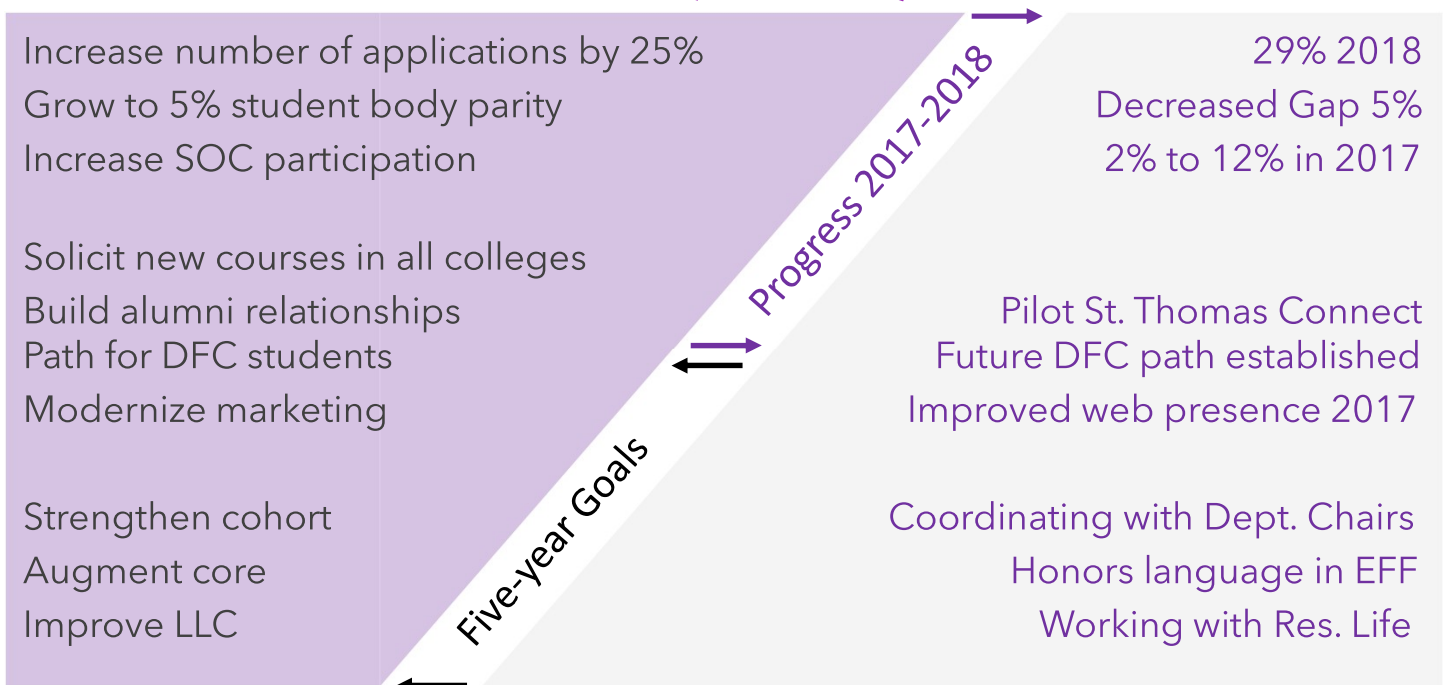 Increase number of applications by 25%
Grow to 5% student body parity
Increase SOC participation
Solicit new courses in all colleges
Build alumni relationships
Path for DFC students
Modernize marketing
Strengthen cohort
Augment core
Improve LLC
Five-year Goals
Progress 2017-2018
29% 2018
Decreased Gap 5%
2% to 12% in 2017
Pilot St. Thomas Connect
Future DFC path established
Improved web presence 2017
Coordinating with Dept. Chairs
Honors language in EFF
Working with Res. Life